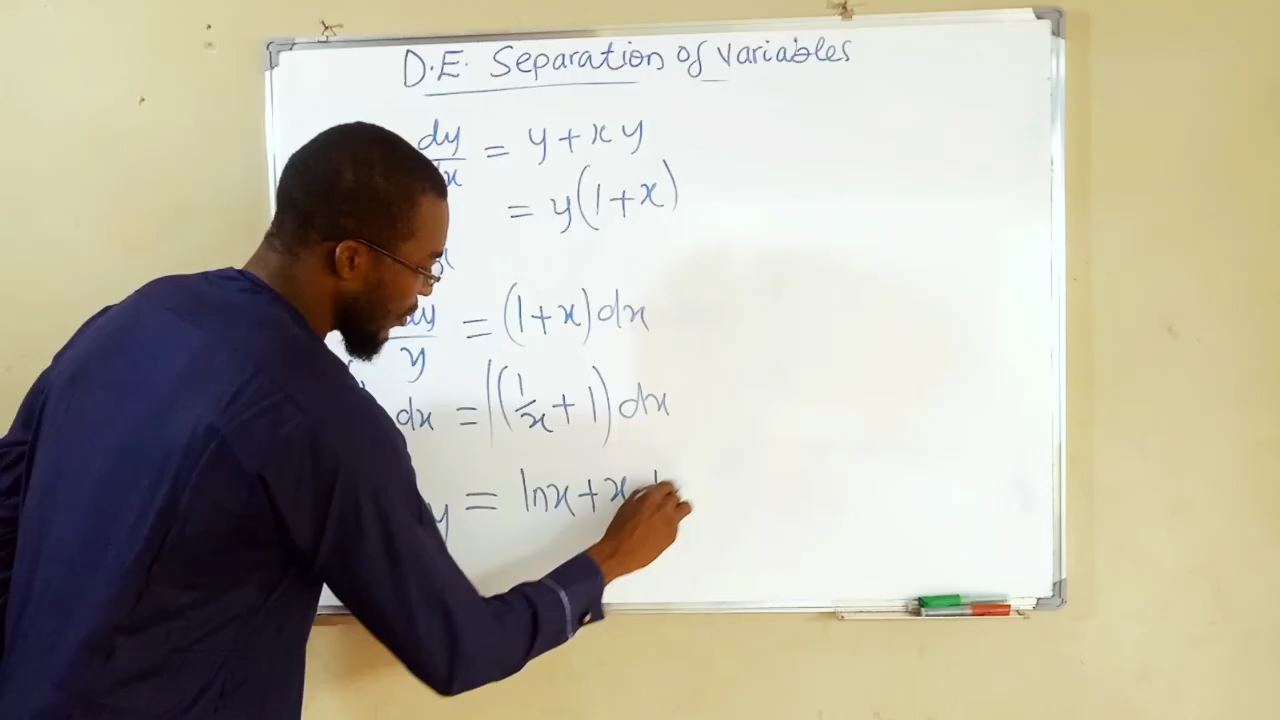 D.E. Separation of variables
dy/dx = y + xy
= y(1+x)
dy/y = (1+x) dx
dx = ∫(1/x + 1) dx
y = lnx + x +